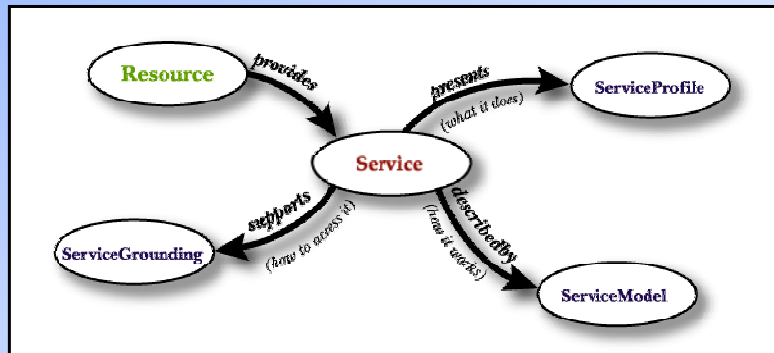 Resource
provides
presents
(what it does)
ServiceProfile
Service
supports
(how to access it)
describedby
(how it works)
ServiceGrounding
ServiceModel